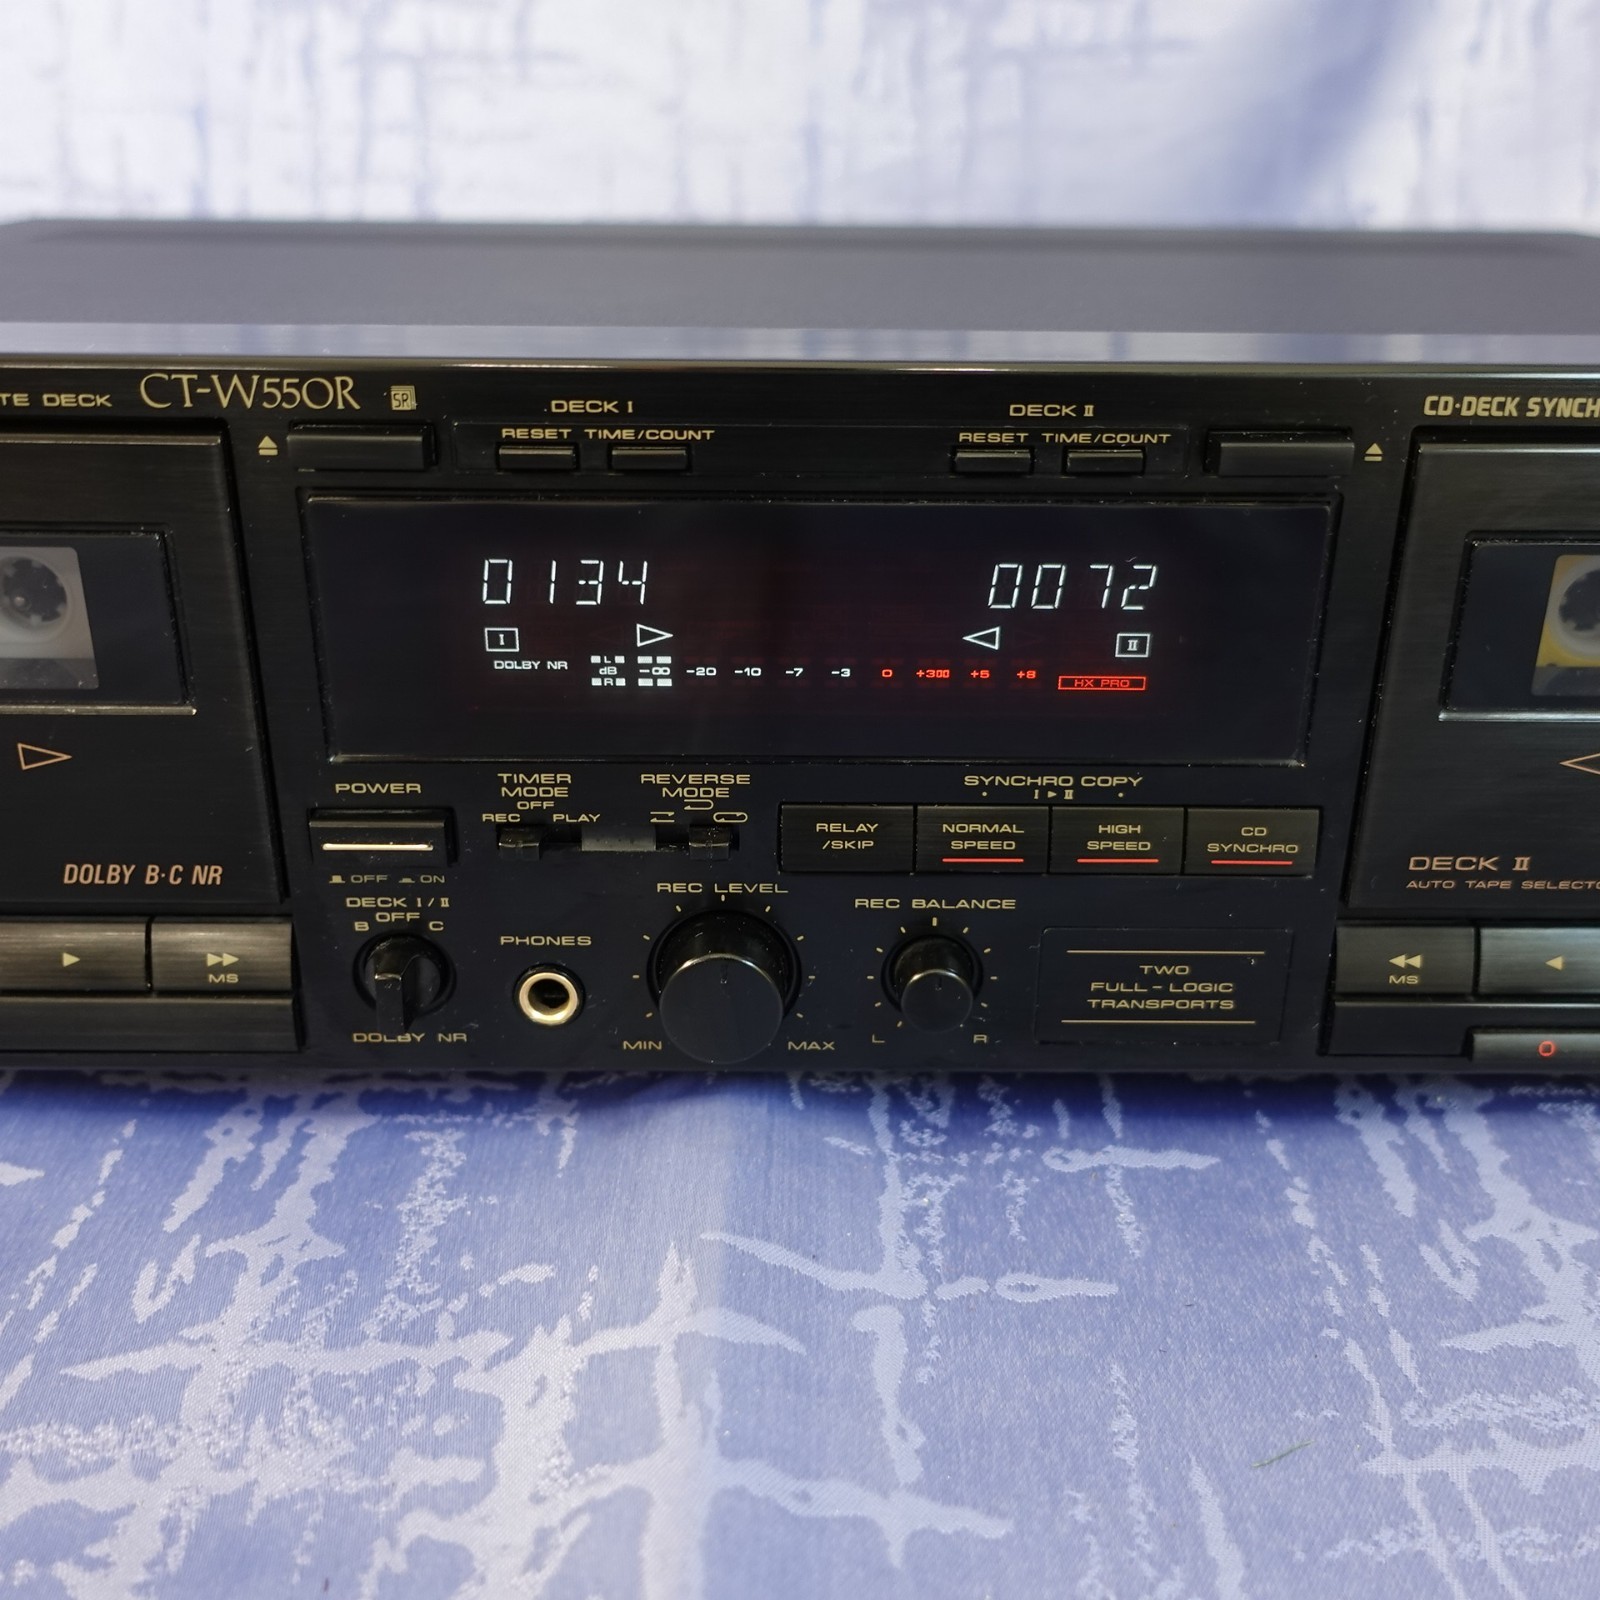 TE DECK CT-W550R SR
CD·DECK SYNCH
DECK I
RESET TIME/COUNT
DECK II
RESET TIME/COUNT
0134
0072
I
II
DOLBY NR
L
dB
R
-∞ -20 -10 -7 -3 0 +3 +5 +8
HX PRO
POWER
OFF ON
TIMER
MODE
OFF
REC PLAY
REVERSE
MODE
SYNCHRO COPY
I ▶ II
RELAY
/SKIP
NORMAL
SPEED
HIGH
SPEED
CD
SYNCHRO
DOLBY B·C NR
DECK II
AUTO TAPE SELECTO
MS
DECK I/II
OFF
B C
DOLBY NR
PHONES
REC LEVEL
MIN MAX
REC BALANCE
L R
TWO
FULL-LOGIC
TRANSPORTS
MS